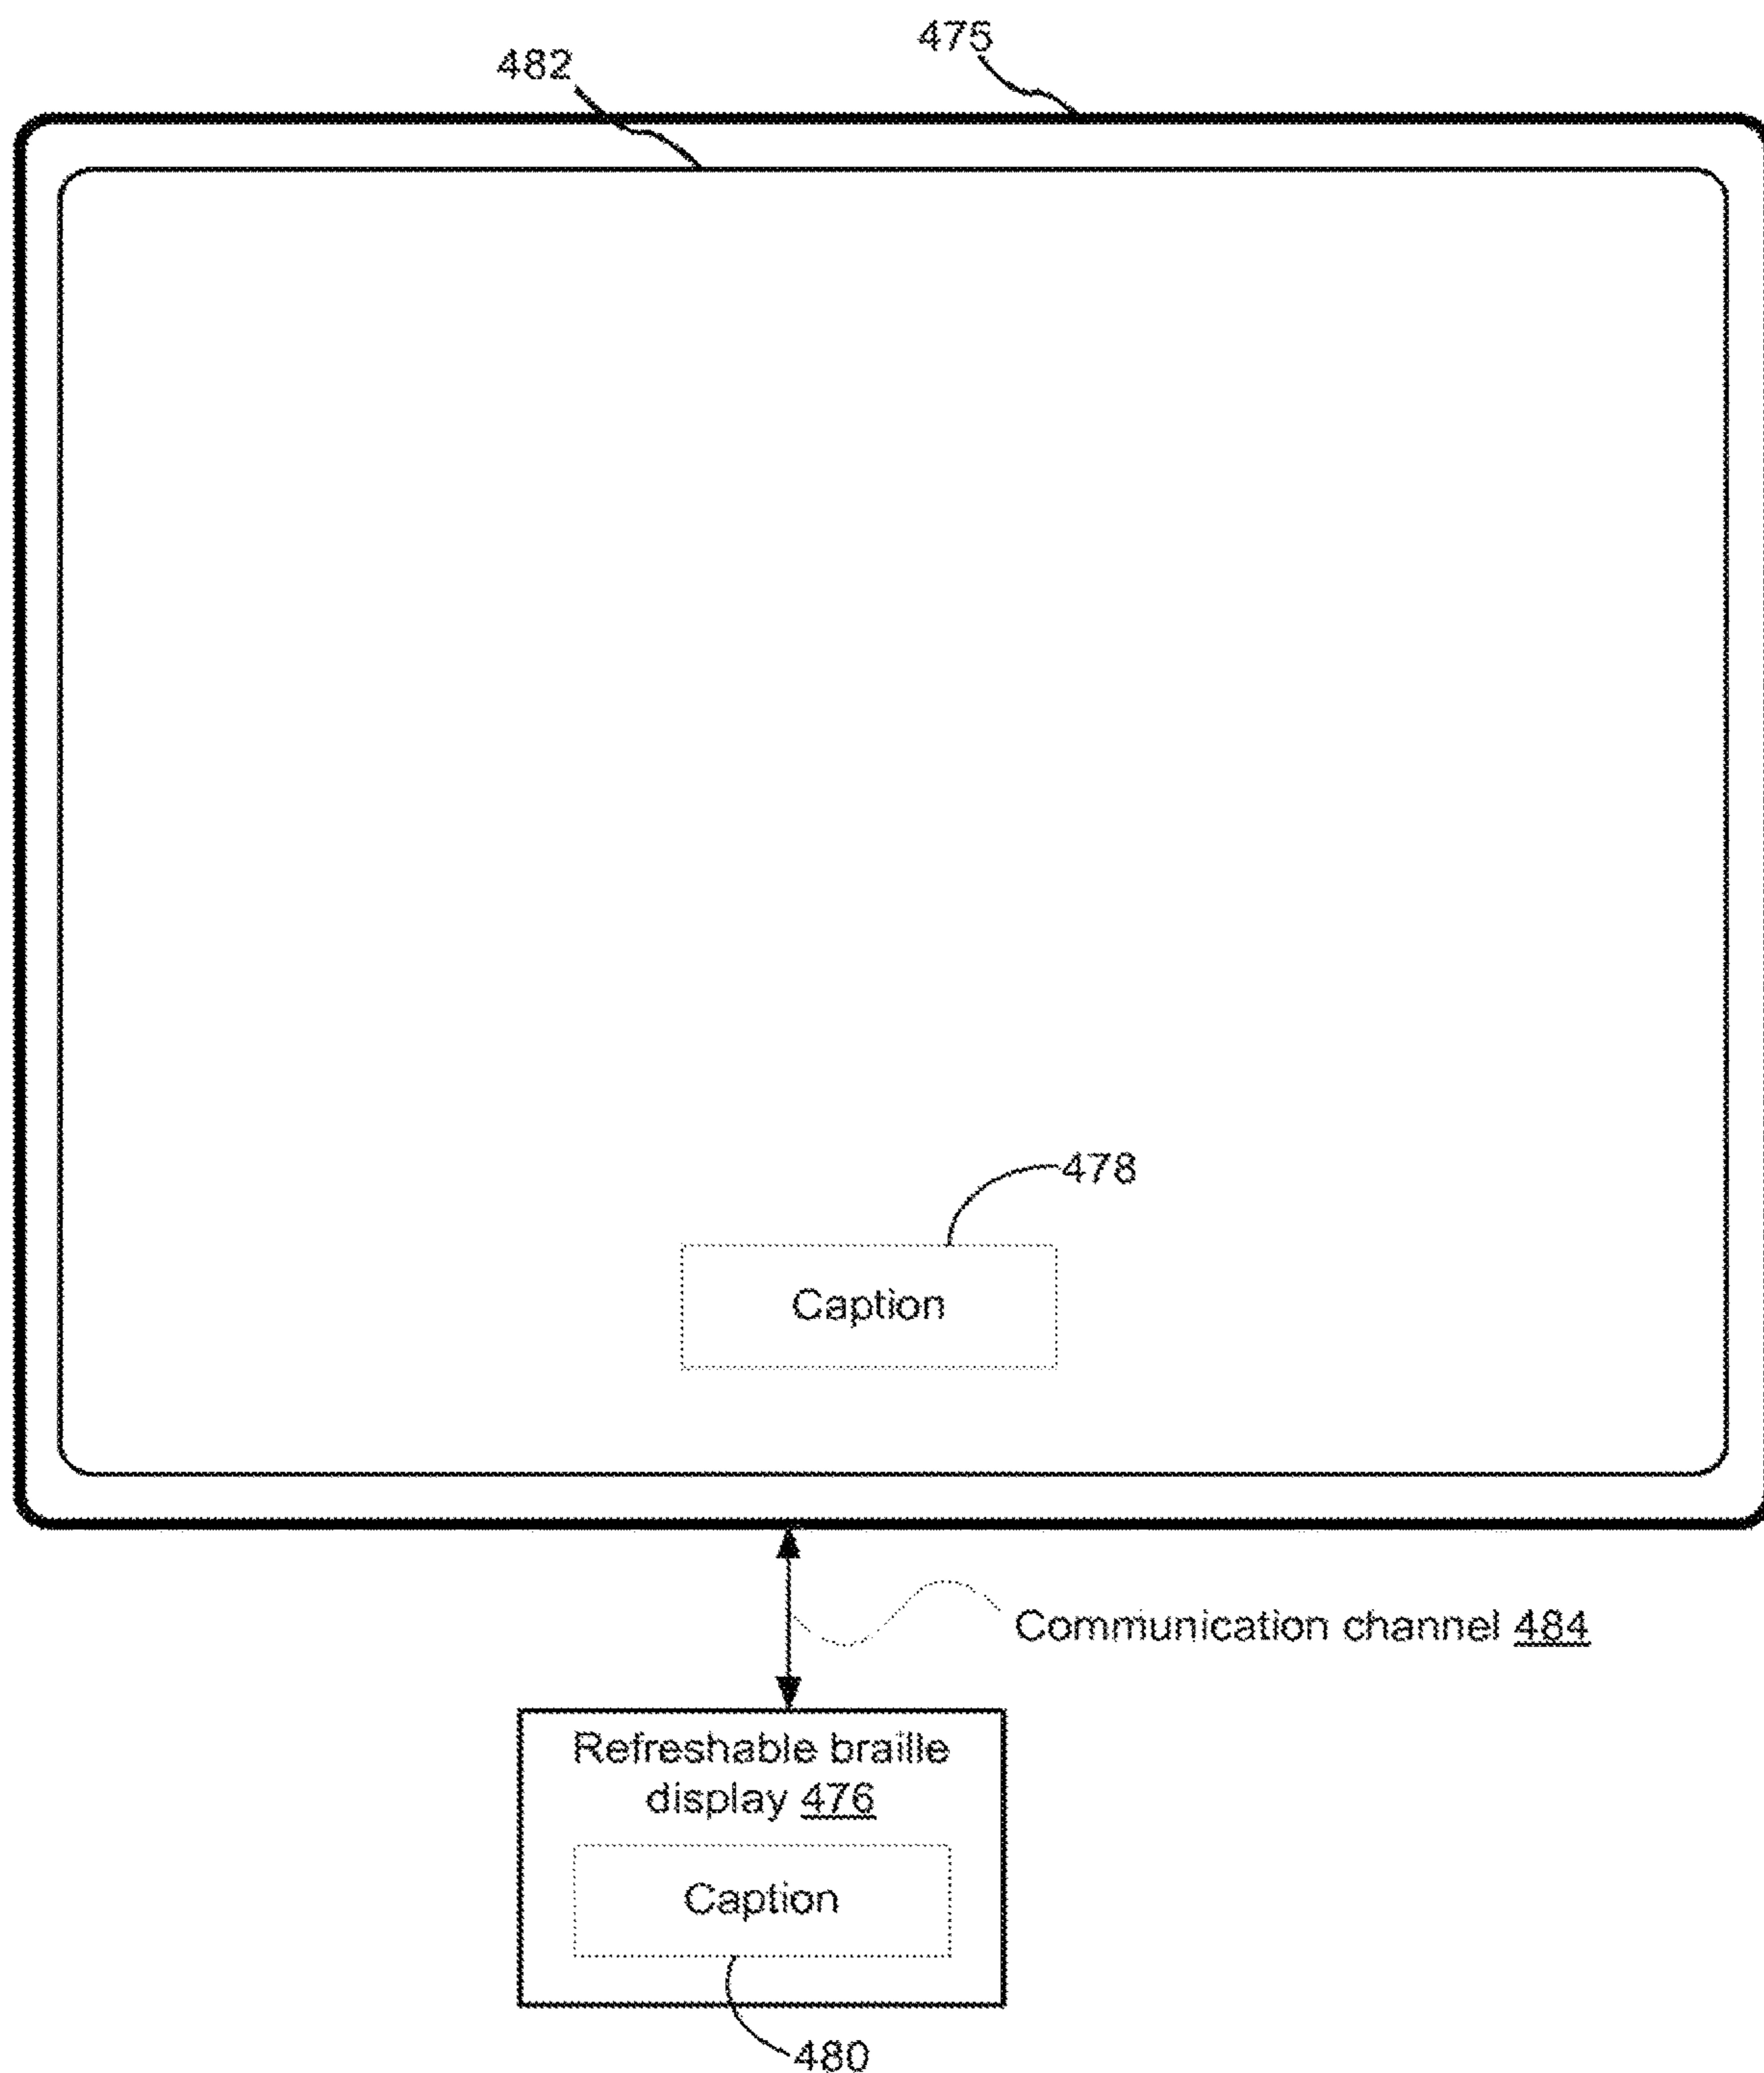 475
482
478
Caption
Communication channel 484
Refreshable braille
display 476
Caption
480